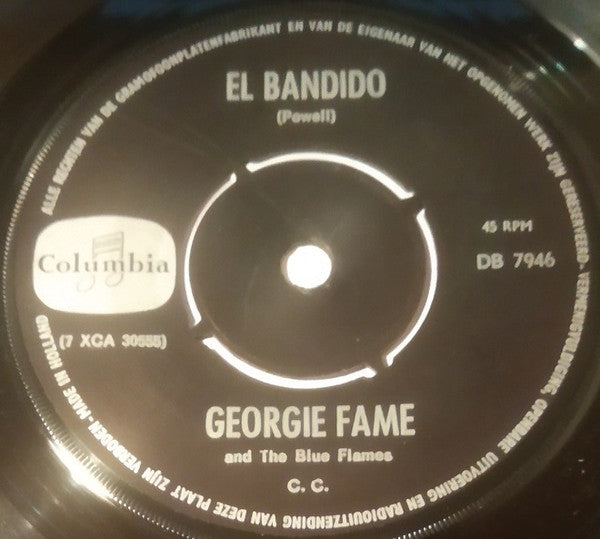 ALLE RECHTEN VAN DE GRAMOFOONPLATENFABRIKANT EN VAN DE EIGENAAR VAN HET OPGENOMEN WERK ZIJN GERESERVEERD-VERMENIGVULDIGING, OPENBARE UITVOERING EN RADIOUITZENDING VAN DEZE PLAAT ZIJN VERBODEN-MADE IN HOLLAND
EL BANDIDO
(Powell)
45 RPM
DB 7946
Columbia
(7 XCA 30555)
GEORGIE FAME
and The Blue Flames
C. C.